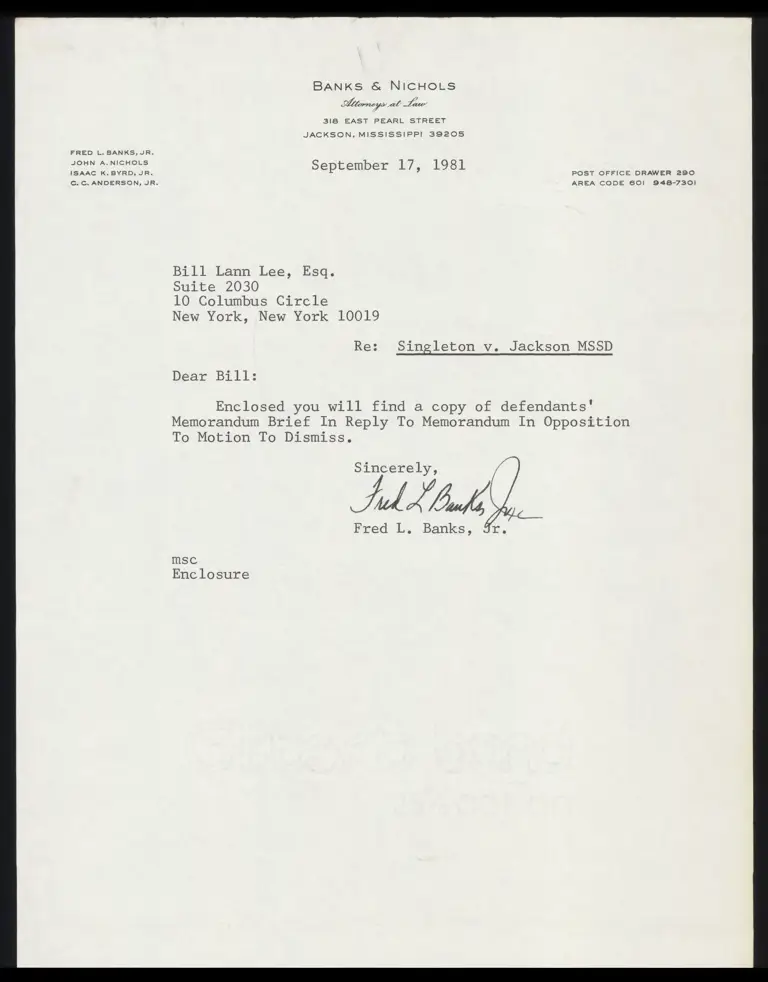 BANKS & NICHOLS
Attorneys at Law
318 EAST PEARL STREET
JACKSON, MISSISSIPPI 39205
FRED L. BANKS, JR.
JOHN A. NICHOLS
ISAAC K. BYRD, JR.
C. C. ANDERSON, JR.
September 17, 1981
POST OFFICE DRAWER 290
AREA CODE 601 948-7301
Bill Lann Lee, Esq.
Suite 2030
10 Columbus Circle
New York, New York 10019
Re: Singleton v. Jackson MSSD
Dear Bill:
Enclosed you will find a copy of defendants'
Memorandum Brief In Reply To Memorandum In Opposition
To Motion To Dismiss.
Sincerely,
Fred L Banks, Jr
Fred L. Banks, Jr.
msc
Enclosure